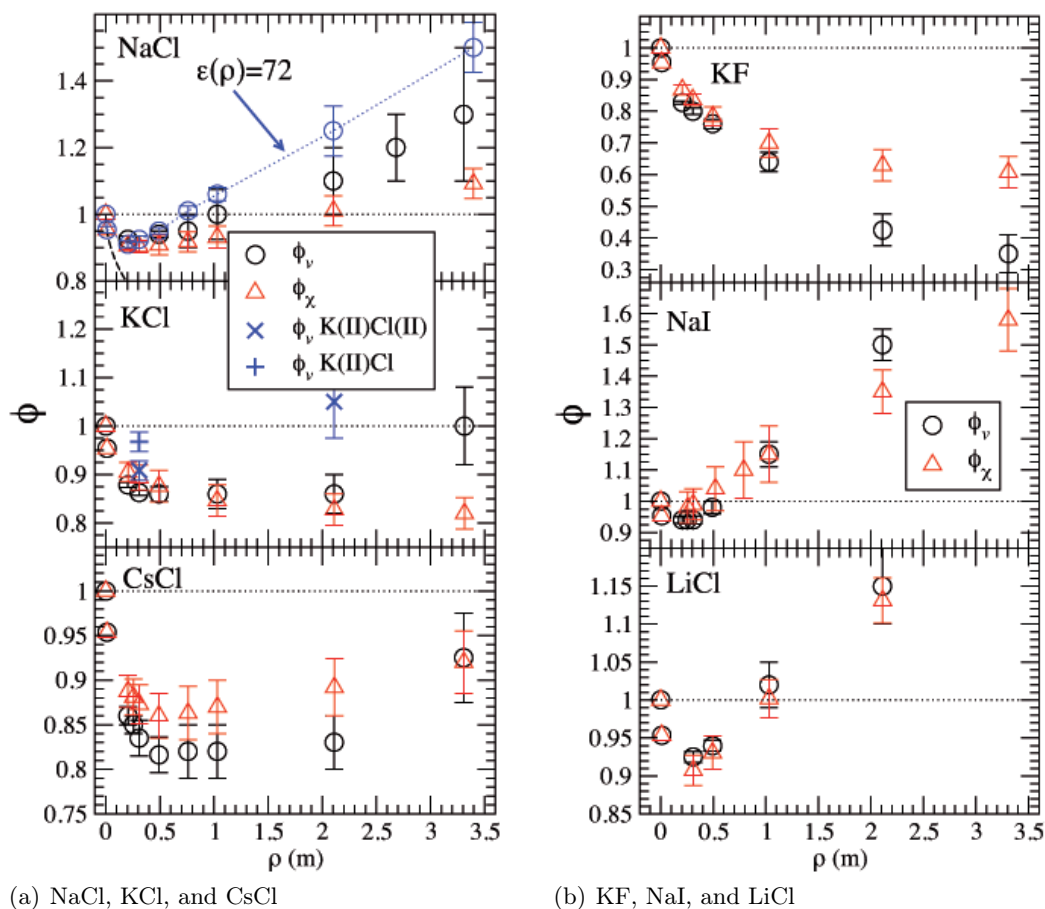 NaCl
ε(ρ)=72
1.4
1.2
1
0.8
ϕᵥ
ϕᵪ
ϕᵥ K(II)Cl(II)
ϕᵥ K(II)Cl
KCl
1.2
1.1
1
0.9
0.8
ϕ
CsCl
1
0.95
0.9
0.85
0.8
0.75
0 0.5 1 1.5 2 2.5 3 3.5
ρ (m)
(a) NaCl, KCl, and CsCl
KF
1
0.9
0.8
0.7
0.6
0.5
0.4
0.3
NaI
1.6
1.5
1.4
1.3
1.2
1.1
1
0.9
ϕ
ϕᵥ
ϕᵪ
LiCl
1.15
1.1
1.05
1
0.95
0.9
0.85
0 0.5 1 1.5 2 2.5 3 3.5
ρ (m)
(b) KF, NaI, and LiCl